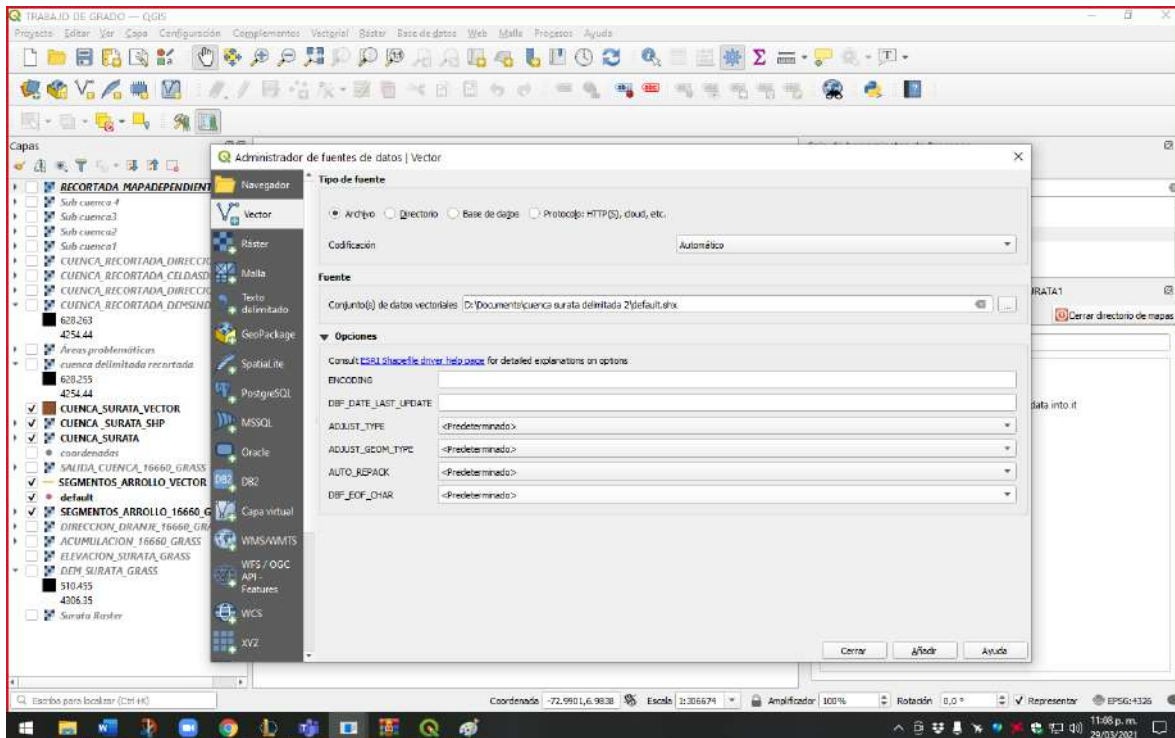 TRABAJO DE GRADO — QGIS
Proyecto Editar Ver Capa Configuración Complementos Vectorial Ráster Base de datos Web Malla Procesos Ayuda
Capas
RECORTADA_MAPADEPENDIENT
Sub cuenca 4
Sub cuenca3
Sub cuenca2
Sub cuenca1
CUENCA_RECORTADA_DIRECCIO
CUENCA_RECORTADA_CELDASD
CUENCA_RECORTADA_DIRECCIO
CUENCA_RECORTADA_DEMSIND
628.263
4254.44
Áreas problemáticas
cuenca delimitada recortada
628.255
4254.44
CUENCA_SURATA_VECTOR
CUENCA _SURATA_SHP
CUENCA_SURATA
coordenadas
SALIDA_CUENCA_16660_GRASS
SEGMENTOS_ARROLLO_VECTOR
default
SEGMENTOS_ARROLLO_16660_G
DIRECCION_DRANJE_16660_GRA
ACUMULACION_16660_GRASS
ELEVACION_SURATA_GRASS
DEM_SURATA_GRASS
510.455
4306.35
Surata Raster
Administrador de fuentes de datos | Vector
Navegador
Vector
Ráster
Malla
Texto delimitado
GeoPackage
SpatiaLite
PostgreSQL
MSSQL
Oracle
DB2
Capa virtual
WMS/WMTS
WFS / OGC API - Features
WCS
XYZ
Tipo de fuente
Archivo Directorio Base de datos Protocolo: HTTP(S), cloud, etc.
Codificación Automático
Fuente
Conjunto(s) de datos vectoriales D:\Documents\cuenca surata delimitada 2\default.shx
Opciones
Consult ESRI Shapefile driver help page for detailed explanations on options
ENCODING
DBF_DATE_LAST_UPDATE
ADJUST_TYPE <Predeterminado>
ADJUST_GEOM_TYPE <Predeterminado>
AUTO_REPACK <Predeterminado>
DBF_EOF_CHAR <Predeterminado>
Cerrar Añadir Ayuda
URATA1
Cerrar directorio de mapas
data into it
Escriba para localizar (Ctrl+K)
Coordenada -72.9901,6.9838 Escala 1:306674 Amplificador 100% Rotación 0,0 ° Representar EPSG:4326
11:08 p. m.
29/03/2021